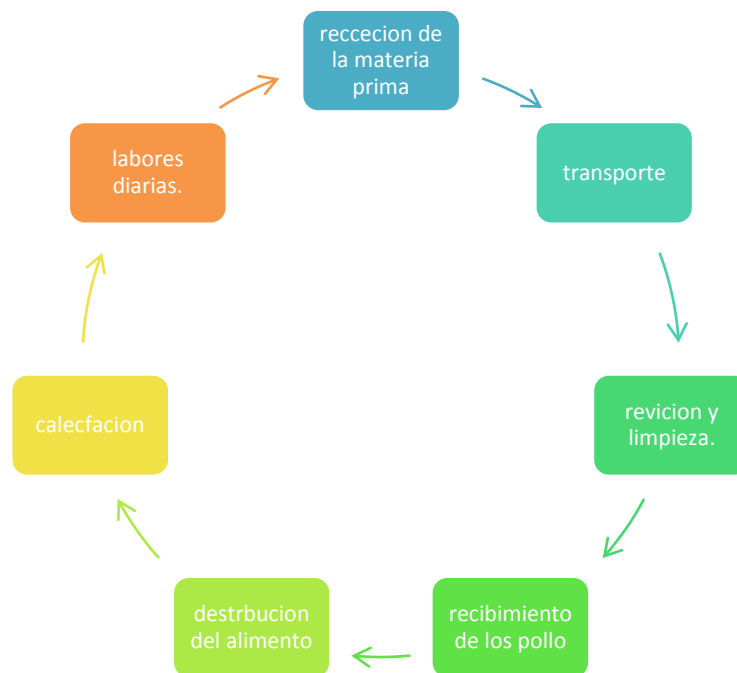 reccecion de
la materia
prima
transporte
revicion y
limpieza.
recibimiento
de los pollo
destrbucion
del alimento
calecfacion
labores
diarias.